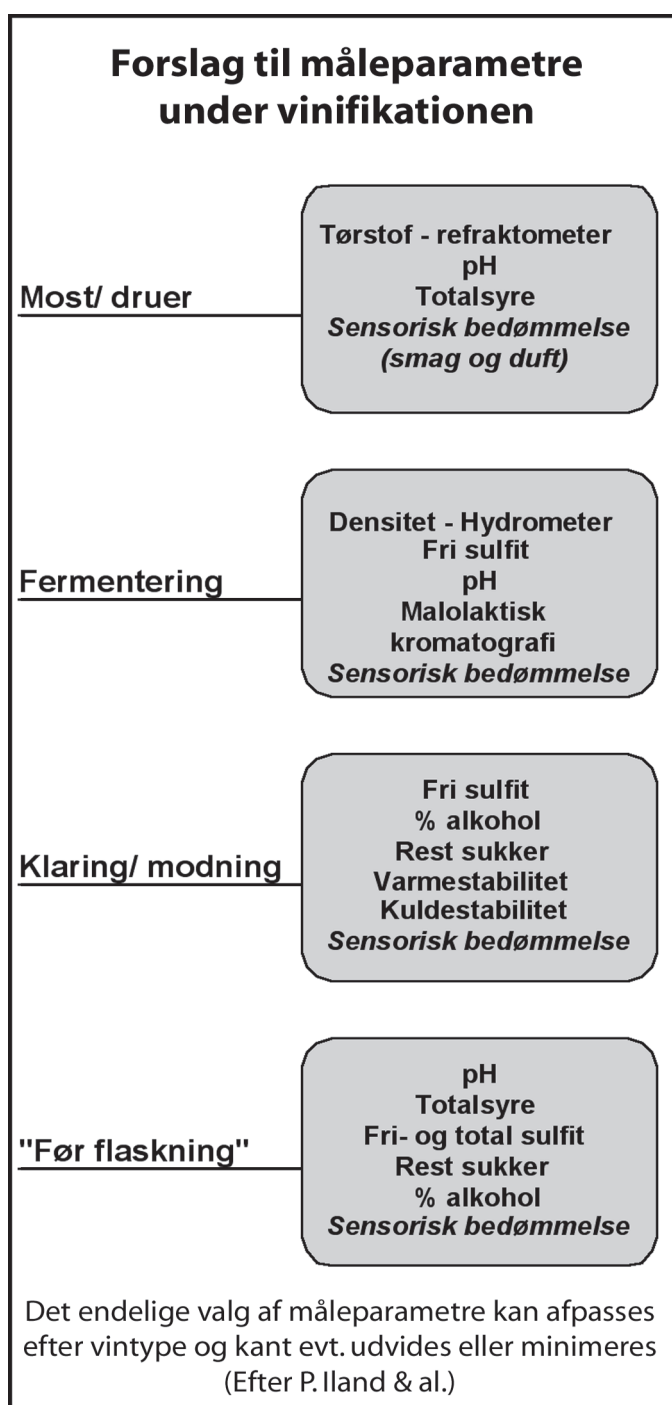 Forslag til måleparametre
under vinifikationen
Most/ druer
Tørstof - refraktometer
pH
Totalsyre
Sensorisk bedømmelse
(smag og duft)
Fermentering
Densitet - Hydrometer
Fri sulfit
pH
Malolaktisk
kromatografi
Sensorisk bedømmelse
Klaring/ modning
Fri sulfit
% alkohol
Rest sukker
Varmestabilitet
Kuldestabilitet
Sensorisk bedømmelse
"Før flaskning"
pH
Totalsyre
Fri- og total sulfit
Rest sukker
% alkohol
Sensorisk bedømmelse
Det endelige valg af måleparametre kan afpasses
efter vintype og kant evt. udvides eller minimeres
(Efter P. Iland & al.)